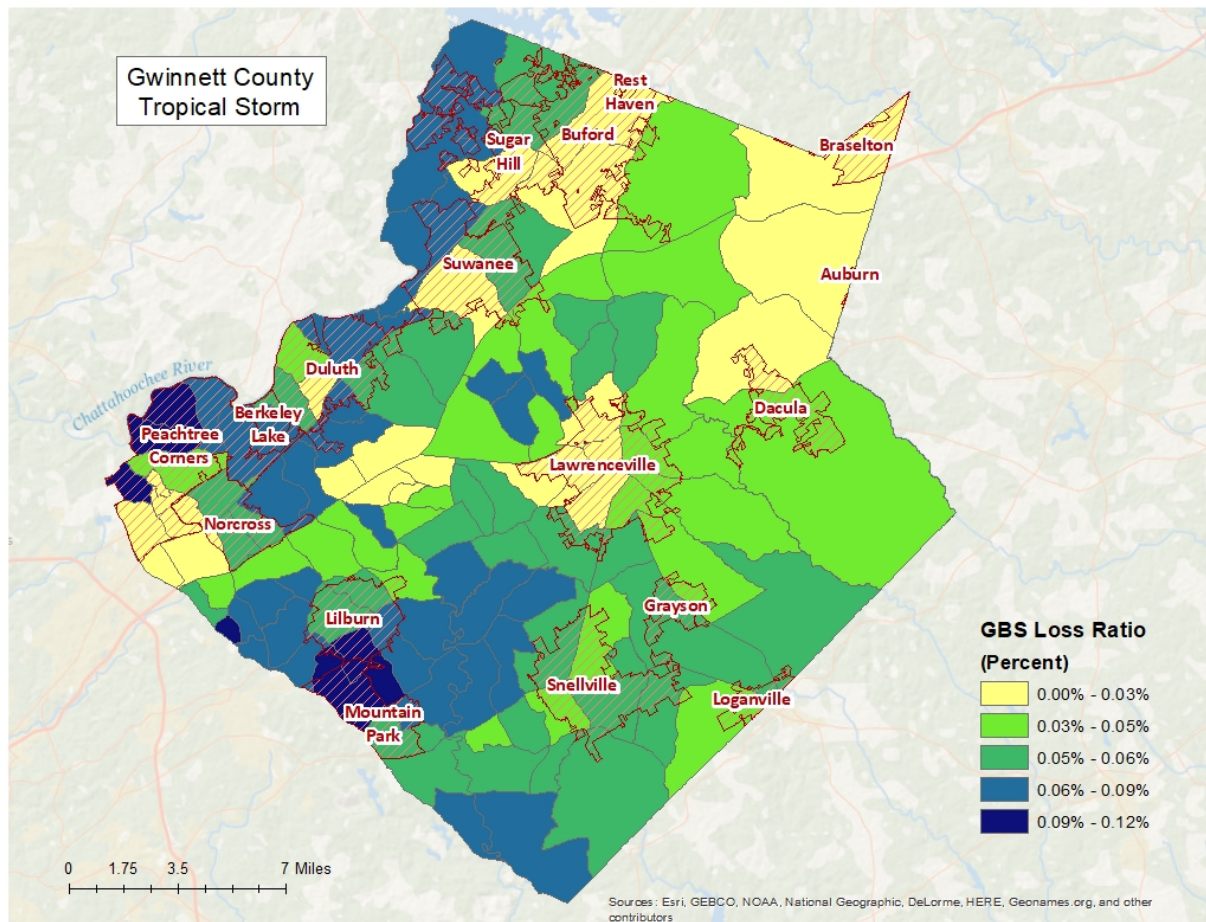 Gwinnett County
Tropical Storm
Rest
Haven
Buford
Sugar
Hill
Braselton
Suwanee
Auburn
Chattahoochee River
Duluth
Berkeley
Lake
Peachtree
Corners
Dacula
Lawrenceville
Norcross
Lilburn
Grayson
Snellville
Loganville
Mountain
Park
GBS Loss Ratio
(Percent)
0.00% - 0.03%
0.03% - 0.05%
0.05% - 0.06%
0.06% - 0.09%
0.09% - 0.12%
0 1.75 3.5 7 Miles
Sources: Esri, GEBCO, NOAA, National Geographic, DeLorme, HERE, Geonames.org, and other
contributors